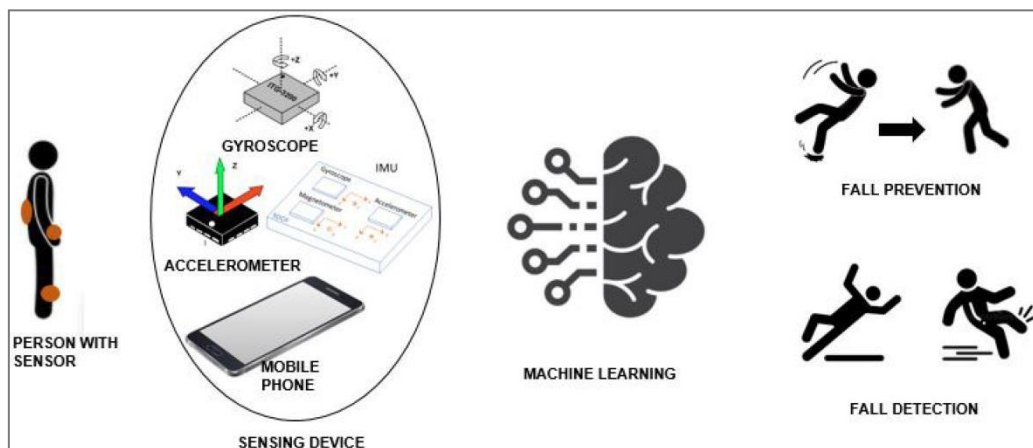 PERSON WITH
SENSOR
+Z
+Y
ITG-3200
+X
GYROSCOPE
Y
Z
ACCELEROMETER
IMU
Gyroscope
Accelerometer
Magnetometer
MOBILE
PHONE
SENSING DEVICE
MACHINE LEARNING
FALL PREVENTION
FALL DETECTION